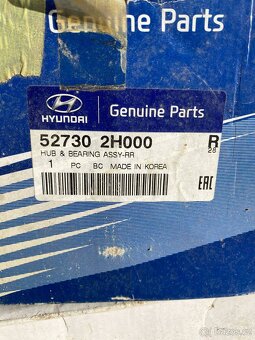 Genuine Parts
HYUNDAI
Genuine Parts
52730 2H000
R
HUB & BEARING ASSY-RR
1 PC BC MADE IN KOREA
EAC